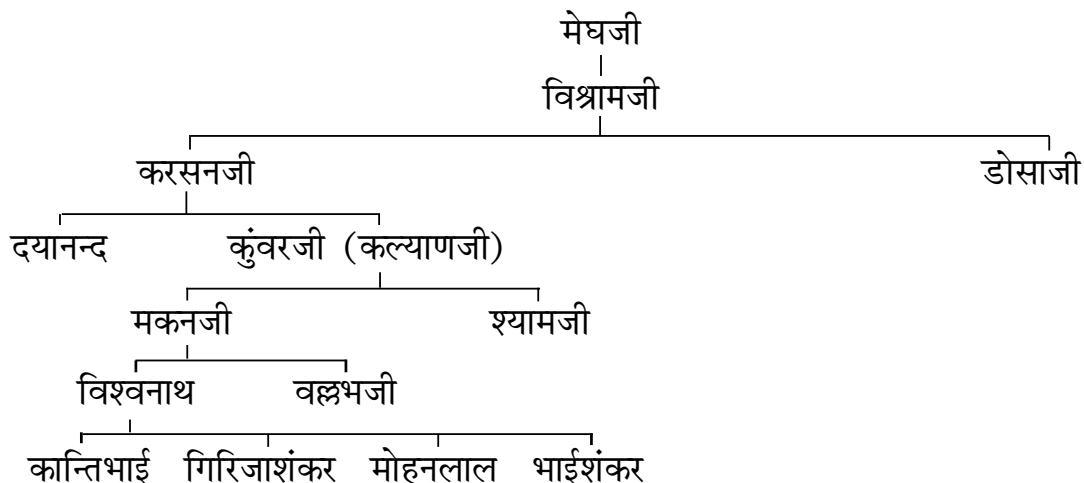 मेघजी
विश्रामजी
करसनजी डोसाजी
दयानन्द कुंवरजी (कल्याणजी)
मकनजी श्यामजी
विश्वनाथ वल्लभजी
कान्तिभाई गिरिजाशंकर मोहनलाल भाईशंकर